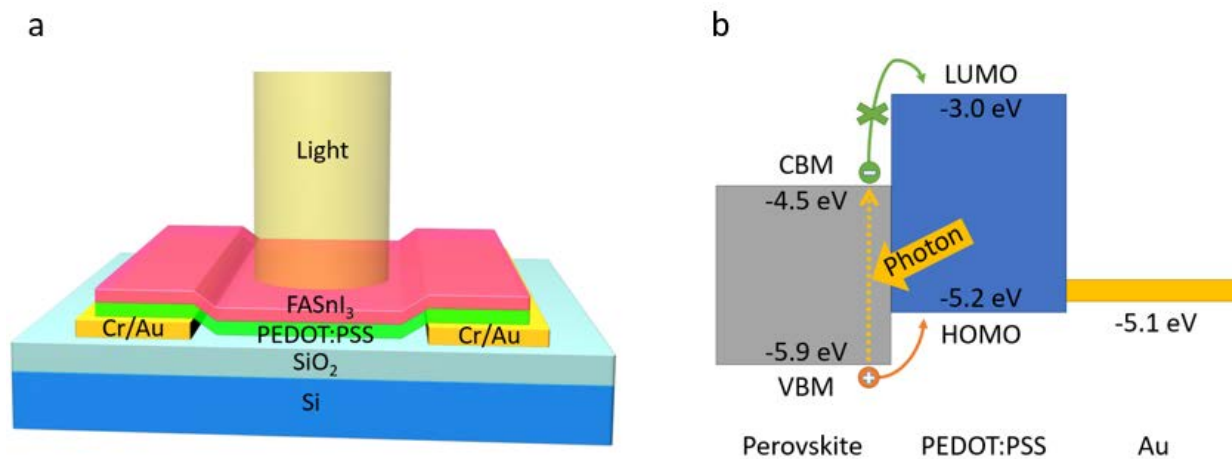 a
Light
FASnI₃
Cr/Au
PEDOT:PSS
Cr/Au
SiO₂
Si
b
LUMO
-3.0 eV
CBM
-4.5 eV
Photon
-5.2 eV
HOMO
-5.1 eV
-5.9 eV
VBM
Perovskite
PEDOT:PSS
Au